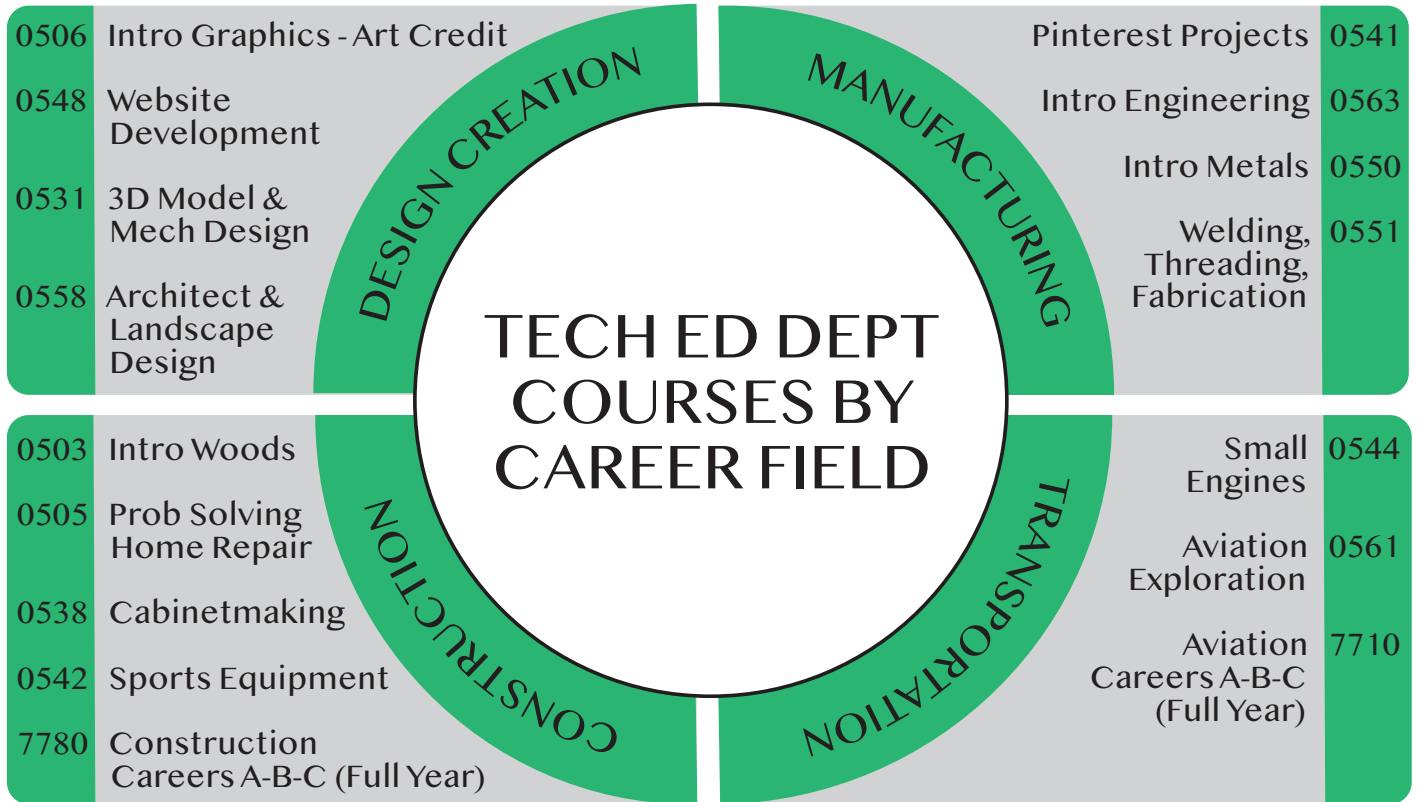 TECH ED DEPT
COURSES BY
CAREER FIELD
DESIGN CREATION
0506 Intro Graphics - Art Credit
0548 Website
Development
0531 3D Model &
Mech Design
0558 Architect &
Landscape
Design
MANUFACTURING
Pinterest Projects 0541
Intro Engineering 0563
Intro Metals 0550
Welding, 0551
Threading,
Fabrication
CONSTRUCTION
0503 Intro Woods
0505 Prob Solving
Home Repair
0538 Cabinetmaking
0542 Sports Equipment
7780 Construction
Careers A-B-C (Full Year)
TRANSPORTATION
Small 0544
Engines
Aviation 0561
Exploration
Aviation 7710
Careers A-B-C
(Full Year)